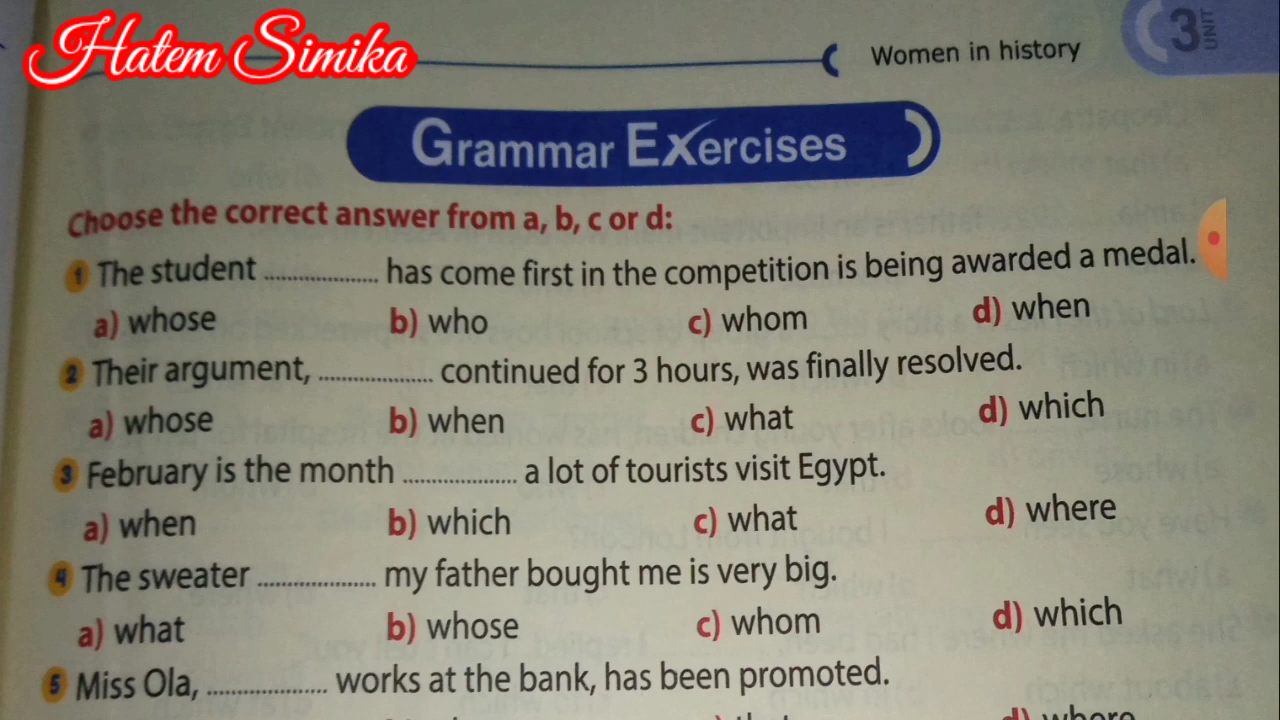 Hatem Simika
Women in history
3 UNIT
Grammar Exercises
Choose the correct answer from a, b, c or d:
1 The student .................. has come first in the competition is being awarded a medal.
a) whose b) who c) whom d) when
2 Their argument, .................. continued for 3 hours, was finally resolved.
a) whose b) when c) what d) which
3 February is the month .................. a lot of tourists visit Egypt.
a) when b) which c) what d) where
4 The sweater .................. my father bought me is very big.
a) what b) whose c) whom d) which
5 Miss Ola, .................. works at the bank, has been promoted.
d) where